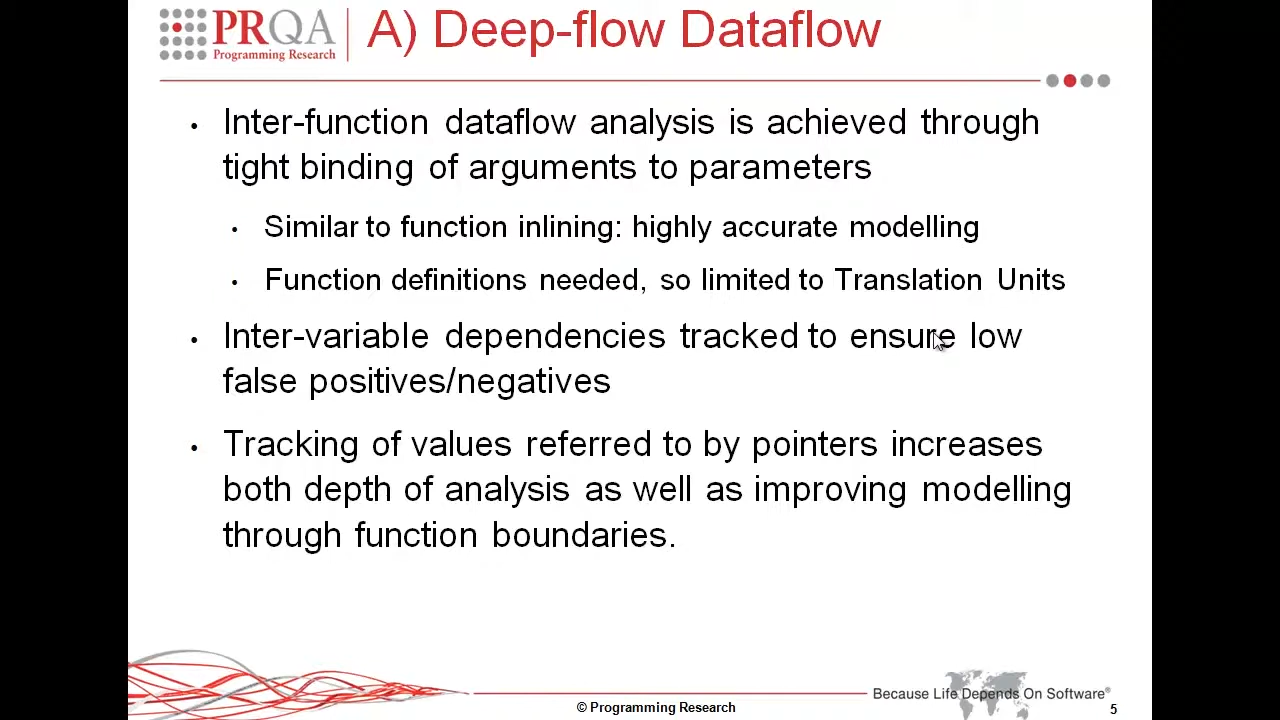 PRQA
Programming Research
A) Deep-flow Dataflow
• Inter-function dataflow analysis is achieved through
tight binding of arguments to parameters
• Similar to function inlining: highly accurate modelling
• Function definitions needed, so limited to Translation Units
• Inter-variable dependencies tracked to ensure low
false positives/negatives
• Tracking of values referred to by pointers increases
both depth of analysis as well as improving modelling
through function boundaries.
Because Life Depends On Software®
© Programming Research
5